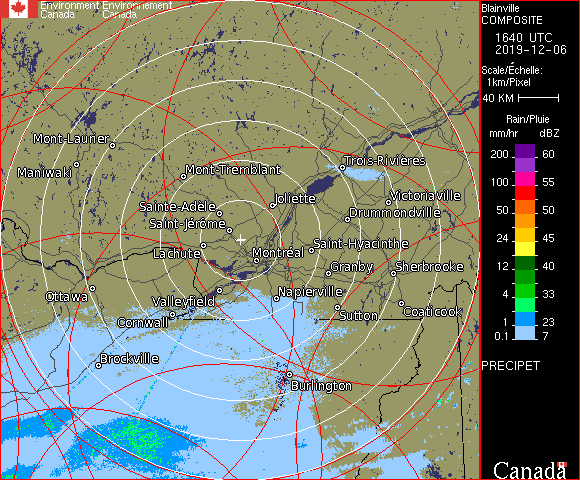 Environment Environnement
Canada Canada
Blainville
COMPOSITE
1640 UTC
2019-12-06
Scale/Échelle:
1km/Pixel
40 KM
Rain/Pluie
mm/hr dBZ
200 60
100 55
50 50
24 45
12 40
4 33
1 23
0.1 7
PRECIPET
Canada
Mont-Laurier
Maniwaki
Mont-Tremblant
Trois-Rivières
Joliette
Victoriaville
Sainte-Adèle
Drummondville
Saint-Jérôme
Saint-Hyacinthe
Lachute
Montréal
Granby
Sherbrooke
Ottawa
Valleyfield
Napierville
Cornwall
Sutton
Coaticook
Brockville
Burlington